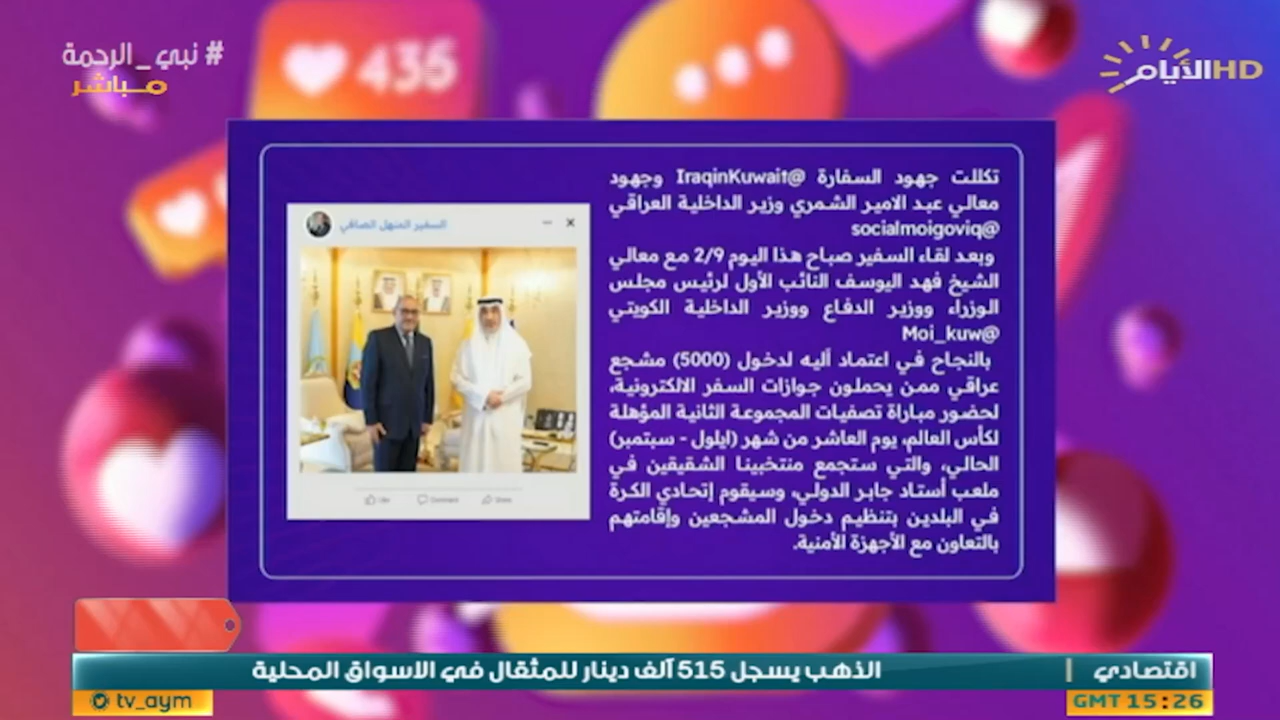 #نبي_الرحمة
مباشر
435
الأيام HD
تكللت جهود السفارة @IraqinKuwait وجهود
معالي عبد الامير الشمري وزير الداخلية العراقي
@socialmoigoviq
وبعد لقاء السفير صباح هذا اليوم 2/9 مع معالي
الشيخ فهد اليوسف النائب الأول لرئيس مجلس
الوزراء ووزير الدفاع ووزير الداخلية الكويتي
@Moi_kuw
بالنجاح في اعتماد آليه لدخول (5000) مشجع
عراقي ممن يحملون جوازات السفر الالكترونية،
لحضور مباراة تصفيات المجموعة الثانية المؤهلة
لكأس العالم، يوم العاشر من شهر (ايلول - سبتمبر)
الحالي، والتي ستجمع منتخبينا الشقيقين في
ملعب أستاد جابر الدولي، وسيقوم إتحادي الكرة
في البلدين بتنظيم دخول المشجعين وإقامتهم
بالتعاون مع الأجهزة الأمنية.
السفير المنهل الصافي
Like Comment Share
اقتصادي | الذهب يسجل 515 آلف دينار للمثقال في الاسواق المحلية
tv_aym
GMT 15:26